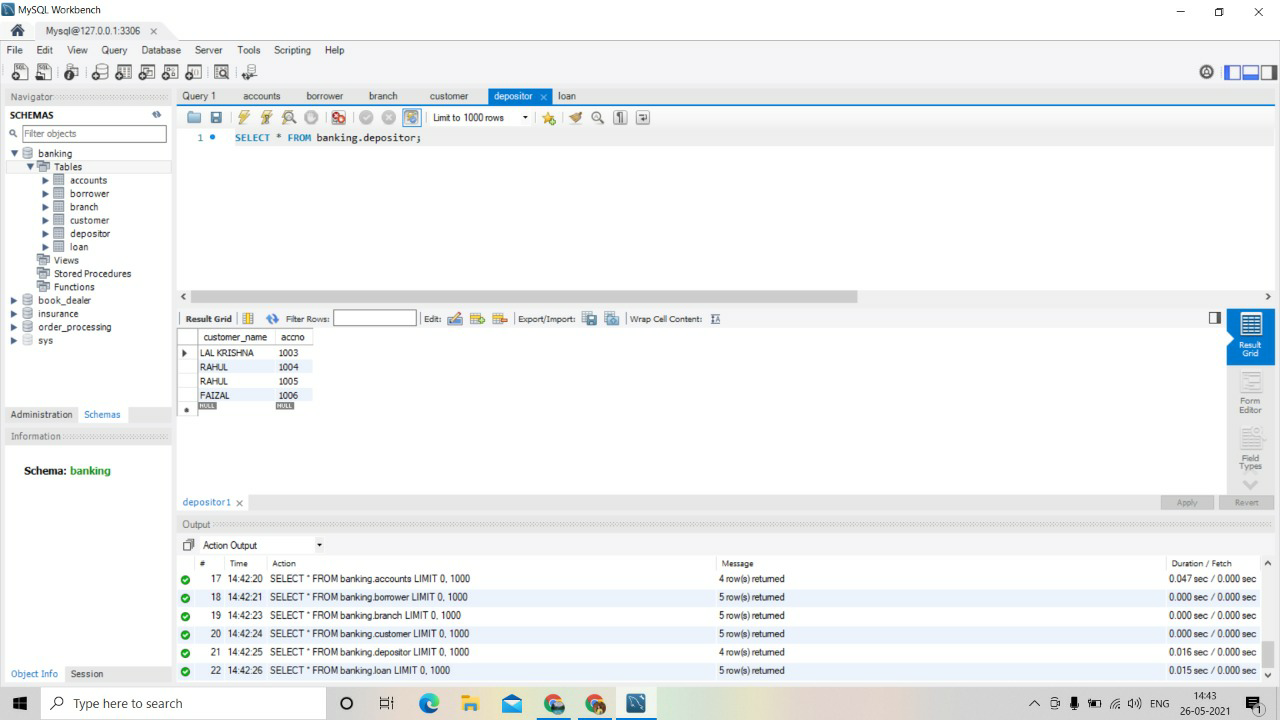 MySQL Workbench
Mysql@127.0.0.1:3306
File Edit View Query Database Server Tools Scripting Help
Navigator
SCHEMAS
Filter objects
banking
Tables
accounts
borrower
branch
customer
depositor
loan
Views
Stored Procedures
Functions
book_dealer
insurance
order_processing
sys
Administration Schemas
Information
Schema: banking
Object Info Session
Query 1 accounts borrower branch customer depositor loan
Limit to 1000 rows
1 SELECT * FROM banking.depositor;
Result Grid Filter Rows: Edit: Export/Import: Wrap Cell Content:
customer_name accno
LAL KRISHNA 1003
RAHUL 1004
RAHUL 1005
FAIZAL 1006
NULL NULL
Result Grid
Form Editor
Field Types
depositor1 Apply Revert
Output
Action Output
# Time Action Message Duration / Fetch
17 14:42:20 SELECT * FROM banking.accounts LIMIT 0, 1000 4 row(s) returned 0.047 sec / 0.000 sec
18 14:42:21 SELECT * FROM banking.borrower LIMIT 0, 1000 5 row(s) returned 0.000 sec / 0.000 sec
19 14:42:23 SELECT * FROM banking.branch LIMIT 0, 1000 5 row(s) returned 0.000 sec / 0.000 sec
20 14:42:24 SELECT * FROM banking.customer LIMIT 0, 1000 5 row(s) returned 0.000 sec / 0.000 sec
21 14:42:25 SELECT * FROM banking.depositor LIMIT 0, 1000 4 row(s) returned 0.016 sec / 0.000 sec
22 14:42:26 SELECT * FROM banking.loan LIMIT 0, 1000 5 row(s) returned 0.015 sec / 0.000 sec
Type here to search
ENG
14:43
26-05-2021
1